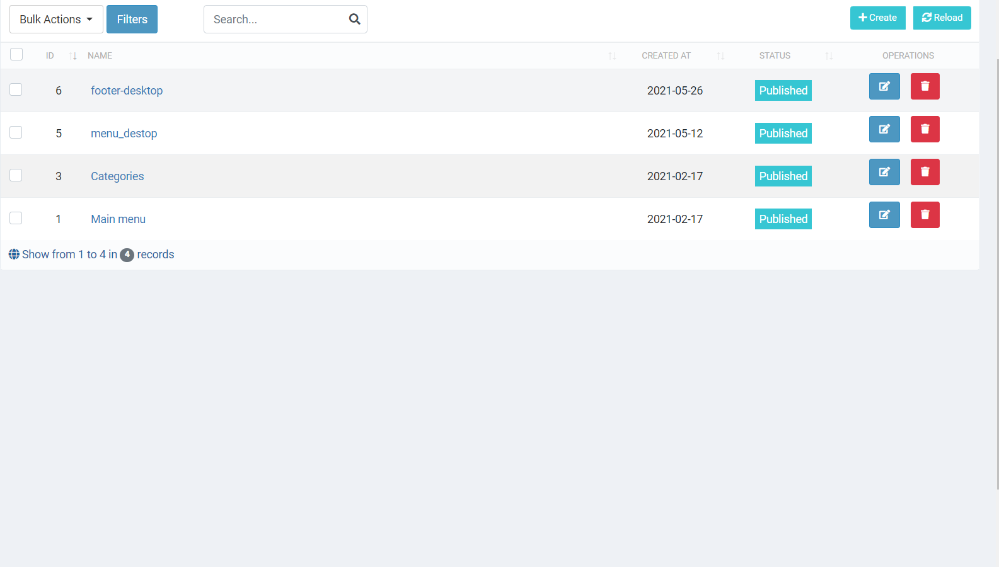 Bulk Actions Filters Search... Create Reload
ID NAME CREATED AT STATUS OPERATIONS
6 footer-desktop 2021-05-26 Published
5 menu_destop 2021-05-12 Published
3 Categories 2021-02-17 Published
1 Main menu 2021-02-17 Published
Show from 1 to 4 in 4 records